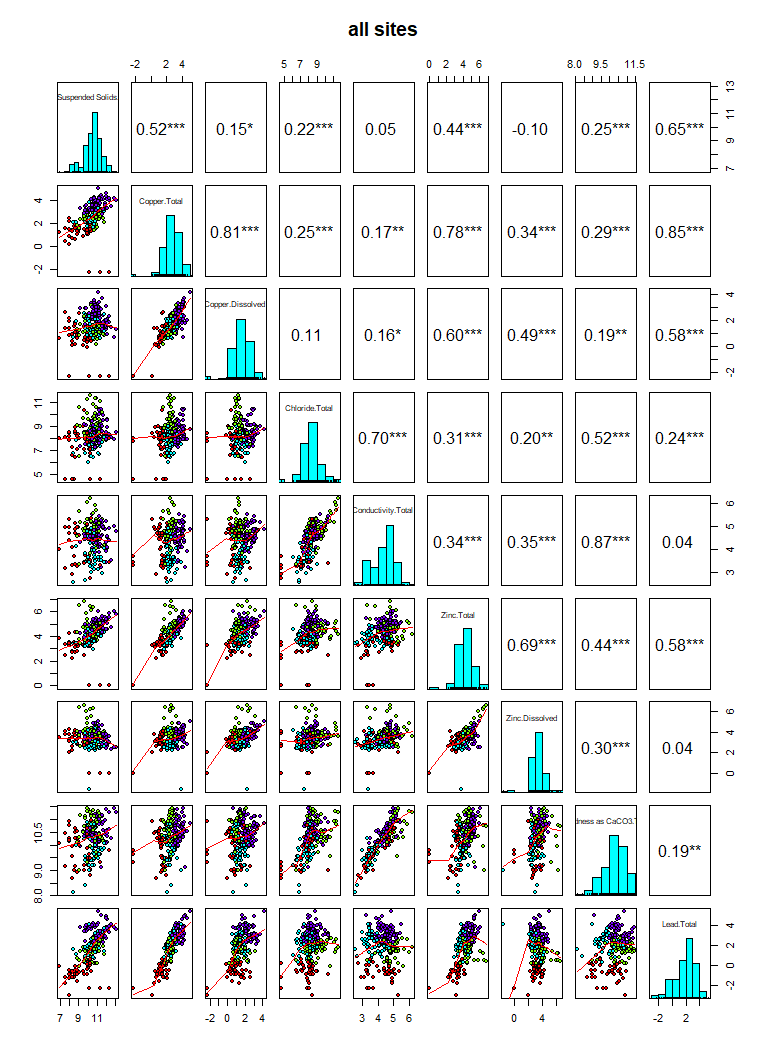 all sites
-2 2 4 5 7 9 0 2 4 6 8.0 9.5 11.5
Suspended Solids. 0.52*** 0.15* 0.22*** 0.05 0.44*** -0.10 0.25*** 0.65*** 7 9 11 13
-2 0 2 4 Copper.Total 0.81*** 0.25*** 0.17** 0.78*** 0.34*** 0.29*** 0.85***
Copper.Dissolved 0.11 0.16* 0.60*** 0.49*** 0.19** 0.58*** -2 0 2 4
5 7 9 11 Chloride.Total 0.70*** 0.31*** 0.20** 0.52*** 0.24***
Conductivity.Total 0.34*** 0.35*** 0.87*** 0.04 3 4 5 6
0 2 4 6 Zinc.Total 0.69*** 0.44*** 0.58***
Zinc.Dissolved 0.30*** 0.04 0 2 4 6
8.0 9.0 10.5 dness as CaCO3. 0.19**
Lead.Total -2 0 2 4
7 9 11 -2 0 2 4 3 4 5 6 0 4 -2 2